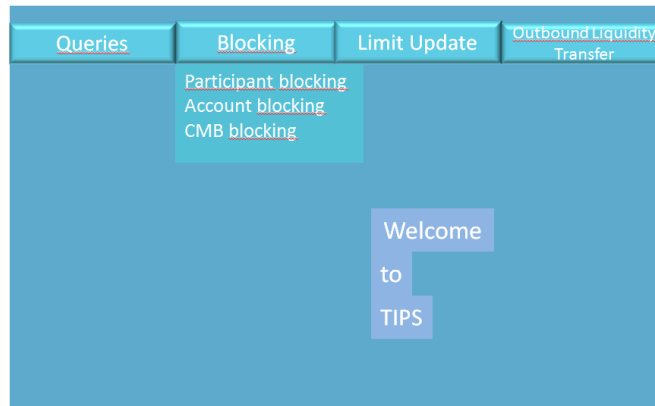 Queries
Blocking
Limit Update
Outbound Liquidity
Transfer
Participant blocking
Account blocking
CMB blocking
Welcome
to
TIPS